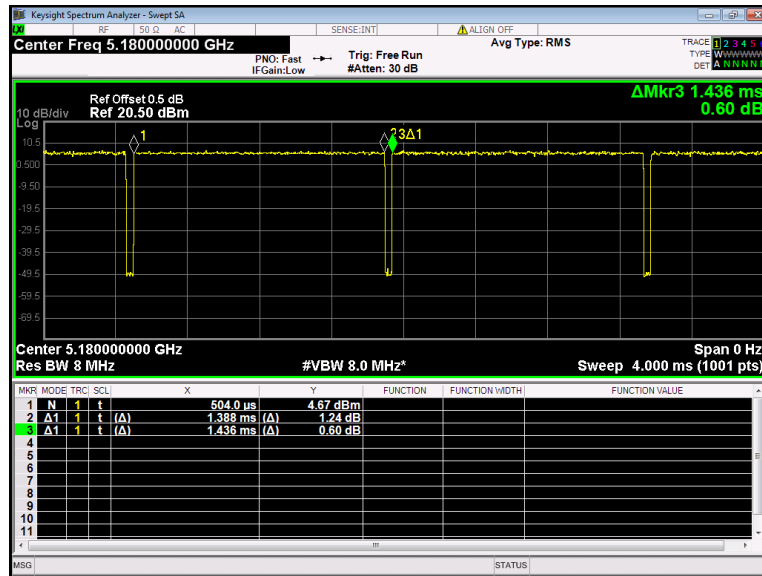 Keysight Spectrum Analyzer - Swept SA
LXI RF 50 Ω AC SENSE:INT ALIGN OFF
Center Freq 5.180000000 GHz
Avg Type: RMS
PNO: Fast Trig: Free Run
IFGain:Low #Atten: 30 dB
TRACE 1 2 3 4 5
TYPE WWWWWW
DET A N N N N
ΔMkr3 1.436 ms
0.60 dB
Ref Offset 0.5 dB
10 dB/div Ref 20.50 dBm
Log
1
2 3Δ1
10.5
0.500
-9.50
-19.5
-29.5
-39.5
-49.5
-59.5
-69.5
Center 5.180000000 GHz Span 0 Hz
Res BW 8 MHz #VBW 8.0 MHz* Sweep 4.000 ms (1001 pts)
MKR MODE TRC SCL X Y FUNCTION FUNCTION WIDTH FUNCTION VALUE
1 N 1 t 504.0 µs 4.67 dBm
2 Δ1 1 t (Δ) 1.388 ms (Δ) 1.24 dB
3 Δ1 1 t (Δ) 1.436 ms (Δ) 0.60 dB
4
5
6
7
8
9
10
11
MSG STATUS